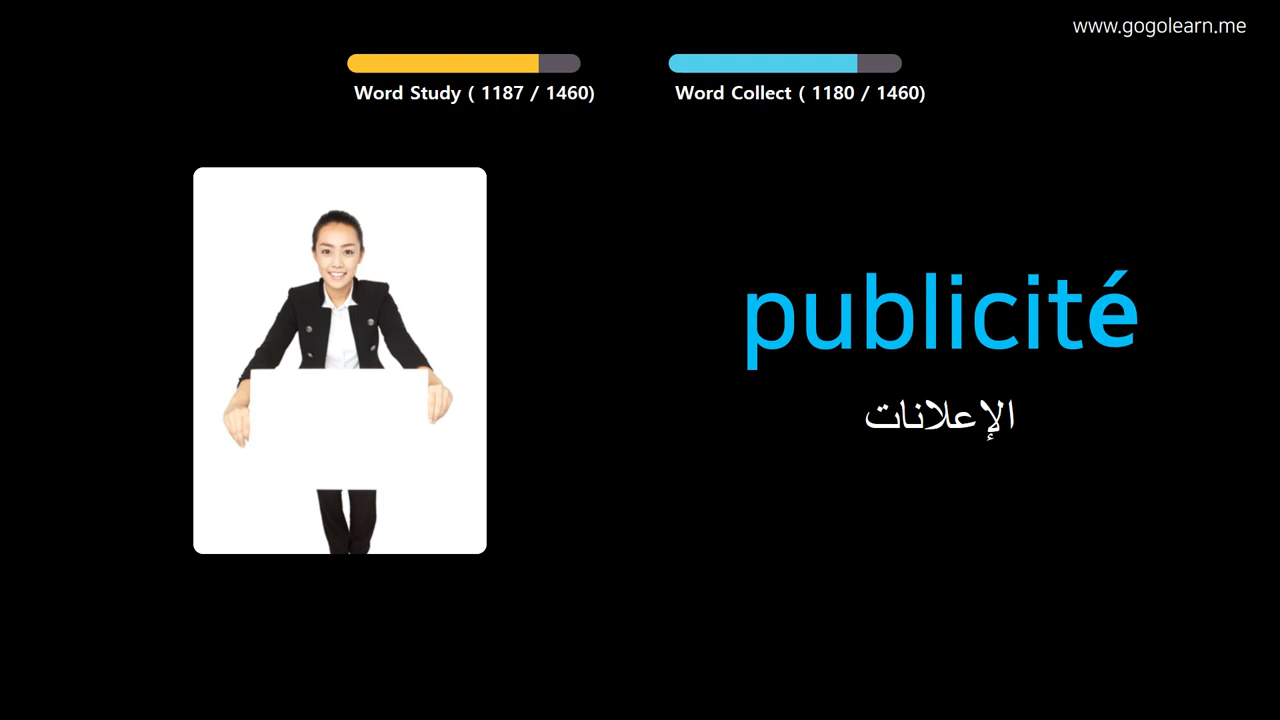 www.gogolearn.me
Word Study ( 1187 / 1460)
Word Collect ( 1180 / 1460)
publicité
الإعلانات